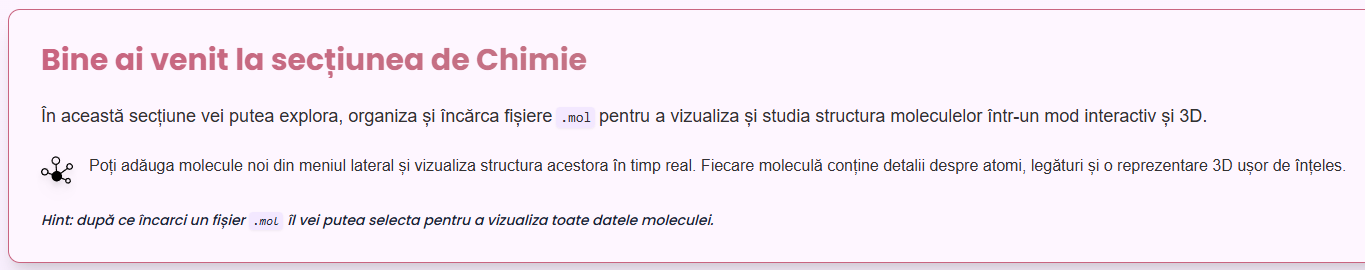 Bine ai venit la secțiunea de Chimie
În această secțiune vei putea explora, organiza și încărca fișiere .mol pentru a vizualiza și studia structura moleculelor într-un mod interactiv și 3D.
Poți adăuga molecule noi din meniul lateral și vizualiza structura acestora în timp real. Fiecare moleculă conține detalii despre atomi, legături și o reprezentare 3D ușor de înțeles.
Hint: după ce încarci un fișier .mol îl vei putea selecta pentru a vizualiza toate datele moleculei.